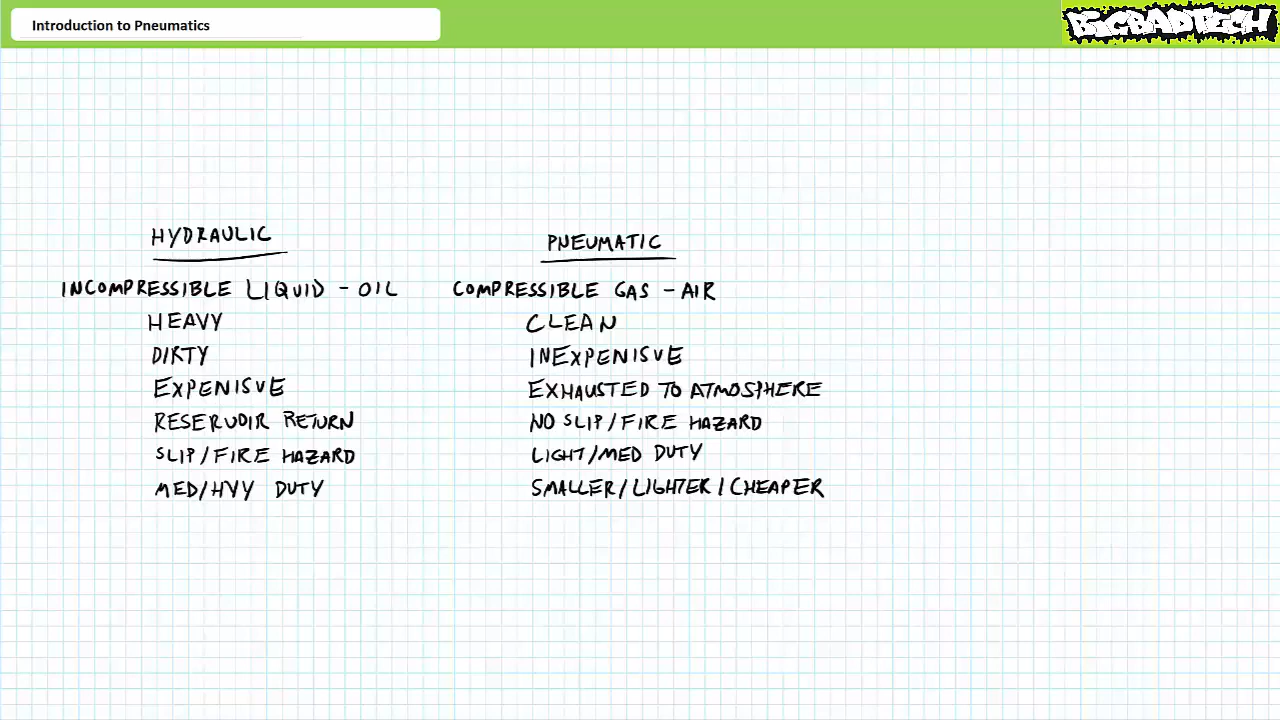 Introduction to Pneumatics
BIGBADTECH
HYDRAULIC
INCOMPRESSIBLE LIQUID - OIL
HEAVY
DIRTY
EXPENISVE
RESERVOIR RETURN
SLIP/FIRE HAZARD
MED/HVY DUTY
PNEUMATIC
COMPRESSIBLE GAS - AIR
CLEAN
INEXPENISVE
EXHAUSTED TO ATMOSPHERE
NO SLIP/FIRE HAZARD
LIGHT/MED DUTY
SMALLER/LIGHTER/CHEAPER